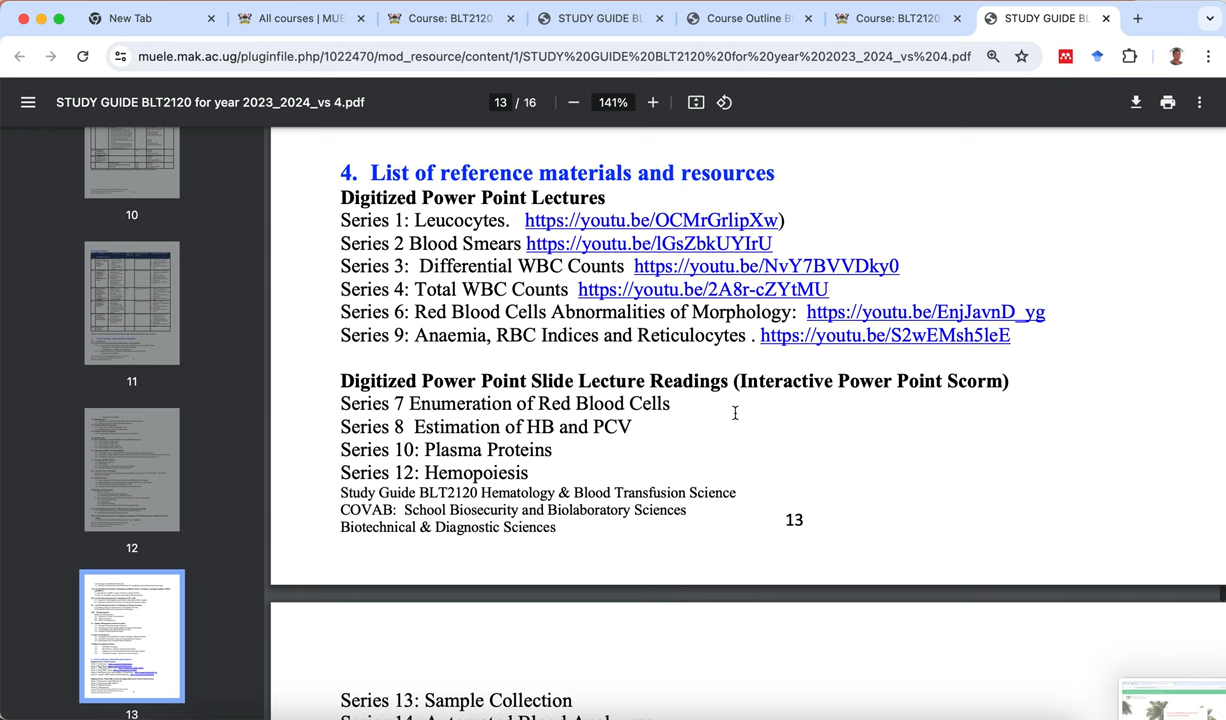 New Tab
All courses | MUE
Course: BLT2120
STUDY GUIDE BL
Course Outline B
Course: BLT2120
STUDY GUIDE BL
muele.mak.ac.ug/pluginfile.php/1022470/mod_resource/content/1/STUDY%20GUIDE%20BLT2120%20for%20year%202023_2024_vs%204.pdf
STUDY GUIDE BLT2120 for year 2023_2024_vs 4.pdf
13 / 16
141%
10
11
12
13
4. List of reference materials and resources
Digitized Power Point Lectures
Series 1: Leucocytes. https://youtu.be/OCMrGrlipXw)
Series 2 Blood Smears https://youtu.be/lGsZbkUYIrU
Series 3: Differential WBC Counts https://youtu.be/NvY7BVVDky0
Series 4: Total WBC Counts https://youtu.be/2A8r-cZYtMU
Series 6: Red Blood Cells Abnormalities of Morphology: https://youtu.be/EnjJavnD_yg
Series 9: Anaemia, RBC Indices and Reticulocytes . https://youtu.be/S2wEMsh5leE
Digitized Power Point Slide Lecture Readings (Interactive Power Point Scorm)
Series 7 Enumeration of Red Blood Cells
Series 8 Estimation of HB and PCV
Series 10: Plasma Proteins
Series 12: Hemopoiesis
Study Guide BLT2120 Hematology & Blood Transfusion Science
COVAB: School Biosecurity and Biolaboratory Sciences
Biotechnical & Diagnostic Sciences
13
Series 13: Sample Collection